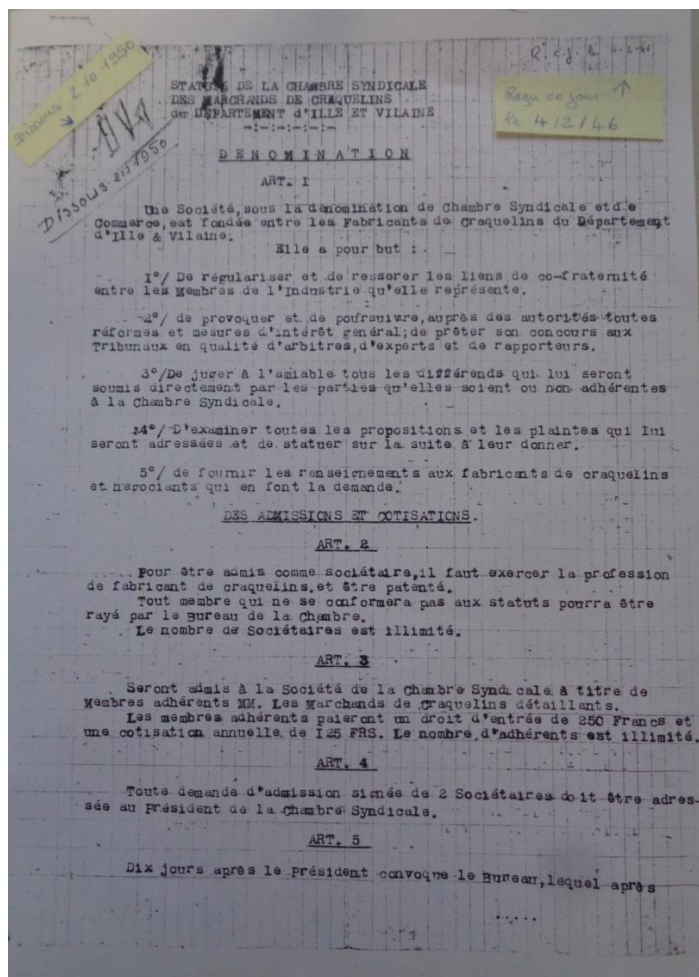 Dissous 2 10 1950
R. c. j. le 4-2-46
Reçu ce jour
le 4/2/46
DISSOUS en 1950
STATUTS DE LA CHAMBRE SYNDICALE
DES MARCHANDS DE CRAQUELINS
du DEPARTEMENT d'ILLE ET VILAINE
-:-:-:-:-:-
D E N O M I N A T I O N
ART. I
Une Société, sous la dénomination de Chambre Syndicale etd e
Commerce, est fondée entre les Fabricants de Craquelins du Département
d'Ille & Vilaine.
Elle a pour but :
1°/ De régulariser et de resserer les liens de co-fraternité
entre les Membres de l'Industrie qu'elle représente.
2°/ de provoquer et de poursuivre, auprès des autorités toutes
réformes et mesures d'intérêt général; de prêter son concours aux
Tribunaux en qualité d'arbitres, d'experts et de rapporteurs.
3°/De juger à l'amiable tous les différends qui lui seront
soumis directement par les parties qu'elles soient ou non adhérentes
à la Chambre Syndicale.
4°/ D'examiner toutes les propositions et les plaintes qui lui
seront adressées et de statuer sur la suite à leur donner.
5°/ de fournir les renseignements aux fabricants de craquelins
et négociants qui en font la demande.
DES ADMISSIONS ET COTISATIONS.
ART. 2
Pour être admis comme sociétaire, il faut exercer la profession
de fabricant de craquelins, et être patenté.
Tout membre qui ne se conformera pas aux statuts pourra être
rayé par le Bureau de la Chambre.
Le nombre de Sociétaires est illimité.
ART. 3
Seront admis à la Société de la Chambre Syndicale à titre de
Membres adhérents MM. Les Marchands de Craquelins détaillants.
Les membres adhérents paieront un droit d'entrée de 250 Francs et
une cotisation annuelle de I25 FRS. Le nombre d'adhérents est illimité.
ART. 4
Toute demande d'admission signée de 2 Sociétaires doit être adres-
sée au Président de la Chambre Syndicale.
ART. 5
Dix jours après le Président convoque le Bureau, lequel après
.....